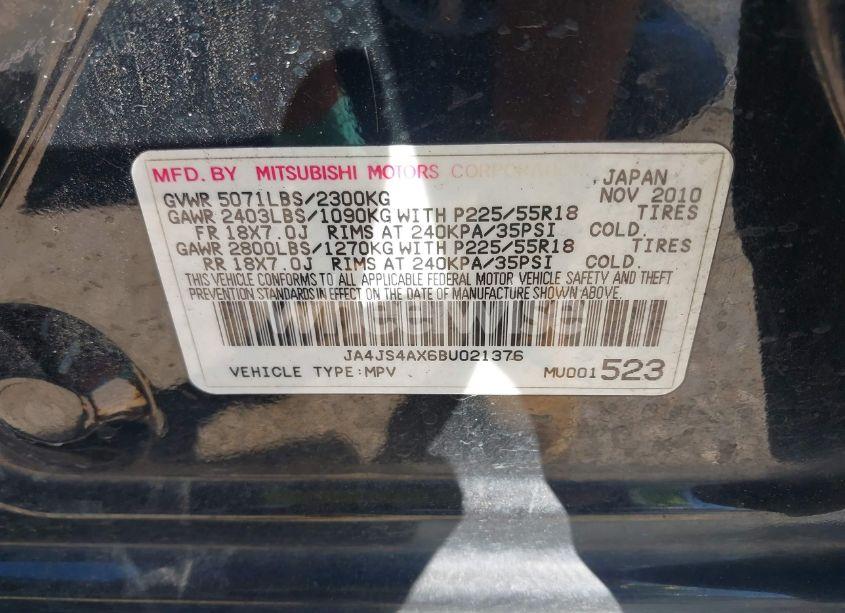 MFD. BY MITSUBISHI MOTORS CORPORATION. JAPAN
GVWR 5071LBS/2300KG NOV 2010
GAWR 2403LBS/1090KG WITH P225/55R18 TIRES
FR 18X7.0J RIMS AT 240KPA/35PSI COLD.
GAWR 2800LBS/1270KG WITH P225/55R18 TIRES
RR 18X7.0J RIMS AT 240KPA/35PSI COLD.
THIS VEHICLE CONFORMS TO ALL APPLICABLE FEDERAL MOTOR VEHICLE SAFETY AND THEFT
PREVENTION STANDARDS IN EFFECT ON THE DATE OF MANUFACTURE SHOWN ABOVE.
JA4JS4AX6BU021376
VEHICLE TYPE:MPV MU001523